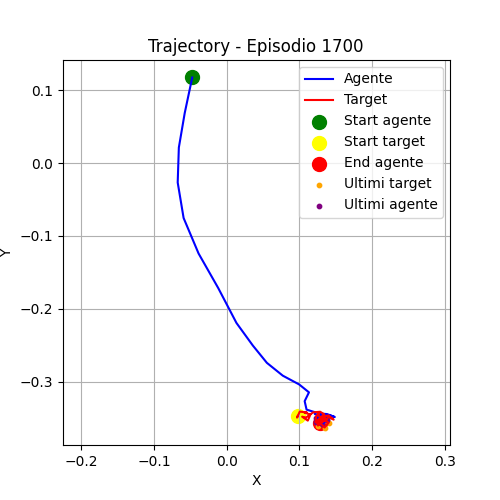 Trajectory - Episodio 1700
Agente
Target
Start agente
Start target
End agente
Ultimi target
Ultimi agente
0.1
0.0
−0.1
−0.2
−0.3
Y
−0.2
−0.1
0.0
0.1
0.2
0.3
X